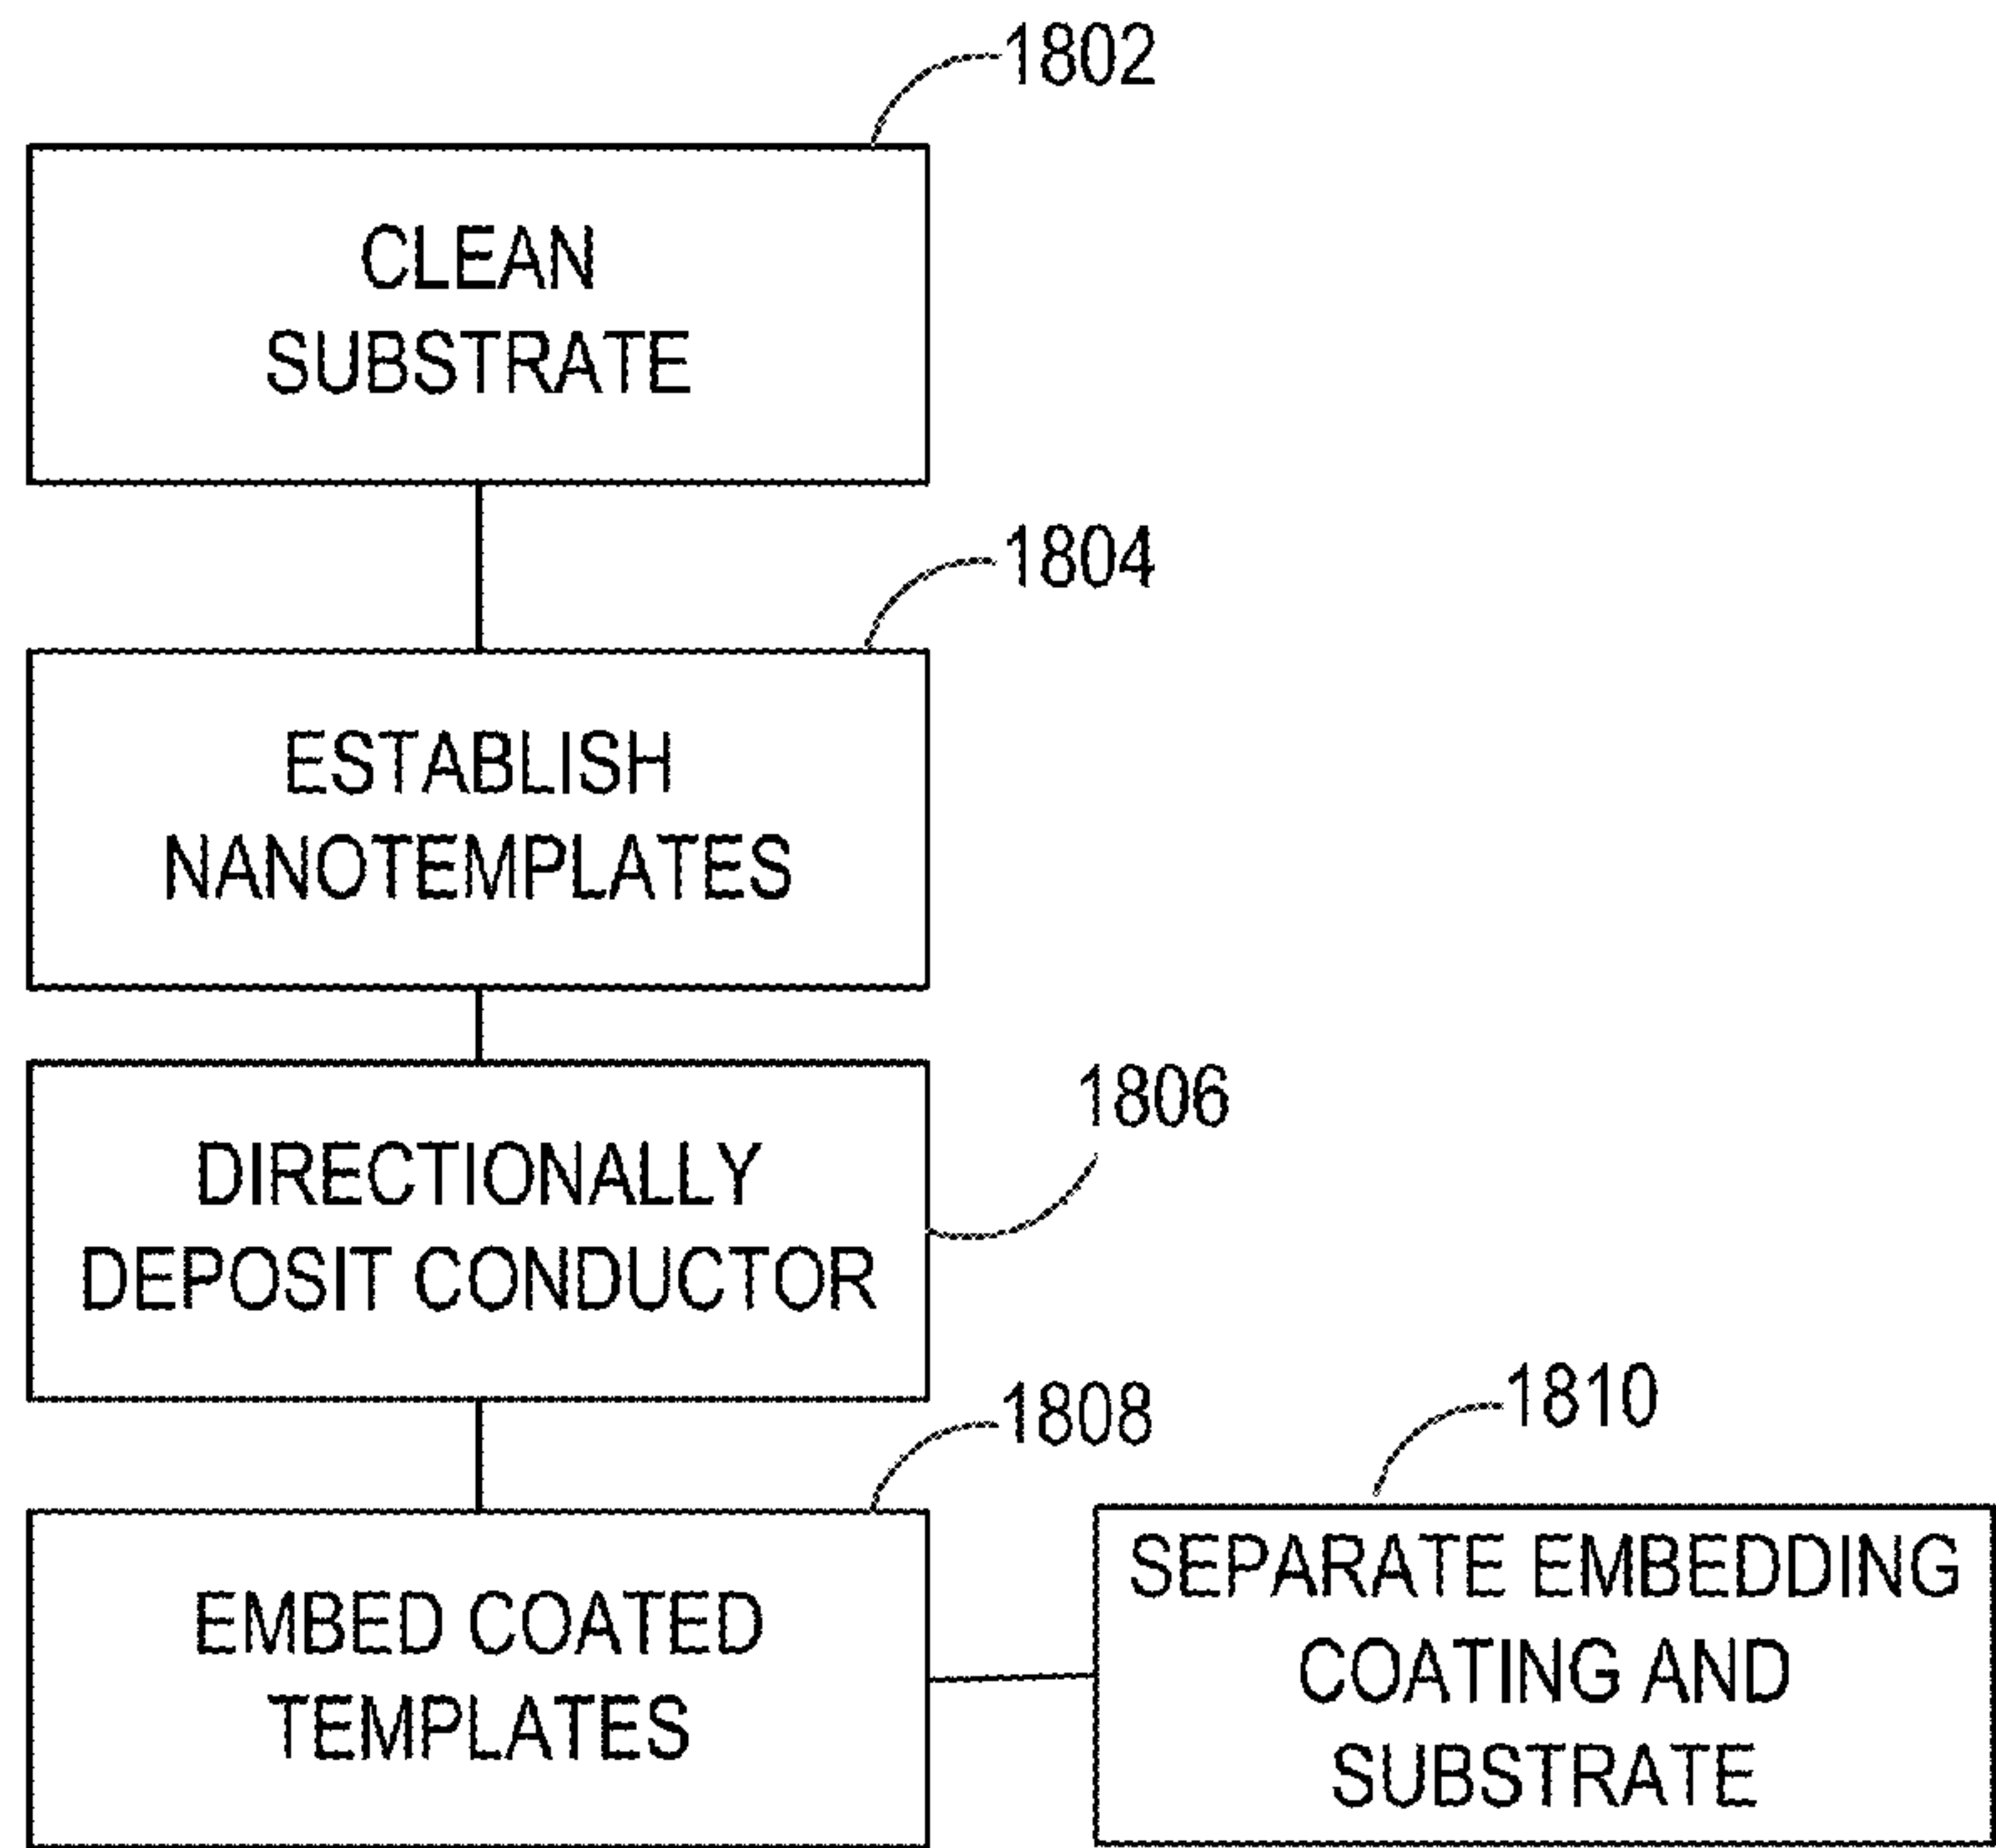 1802
CLEAN
SUBSTRATE
1804
ESTABLISH
NANOTEMPLATES
1806
DIRECTIONALLY
DEPOSIT CONDUCTOR
1808
EMBED COATED
TEMPLATES
1810
SEPARATE EMBEDDING
COATING AND
SUBSTRATE